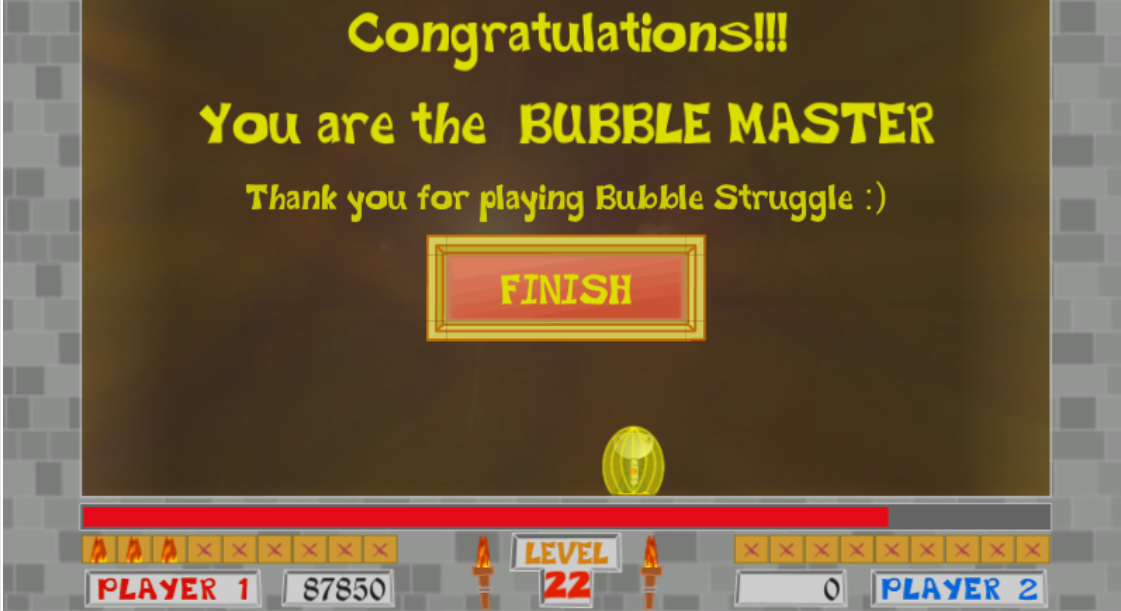 Congratulations!!!
You are the BUBBLE MASTER
Thank you for playing Bubble Struggle :)
FINISH
LEVEL
22
PLAYER 1 87850 0 PLAYER 2